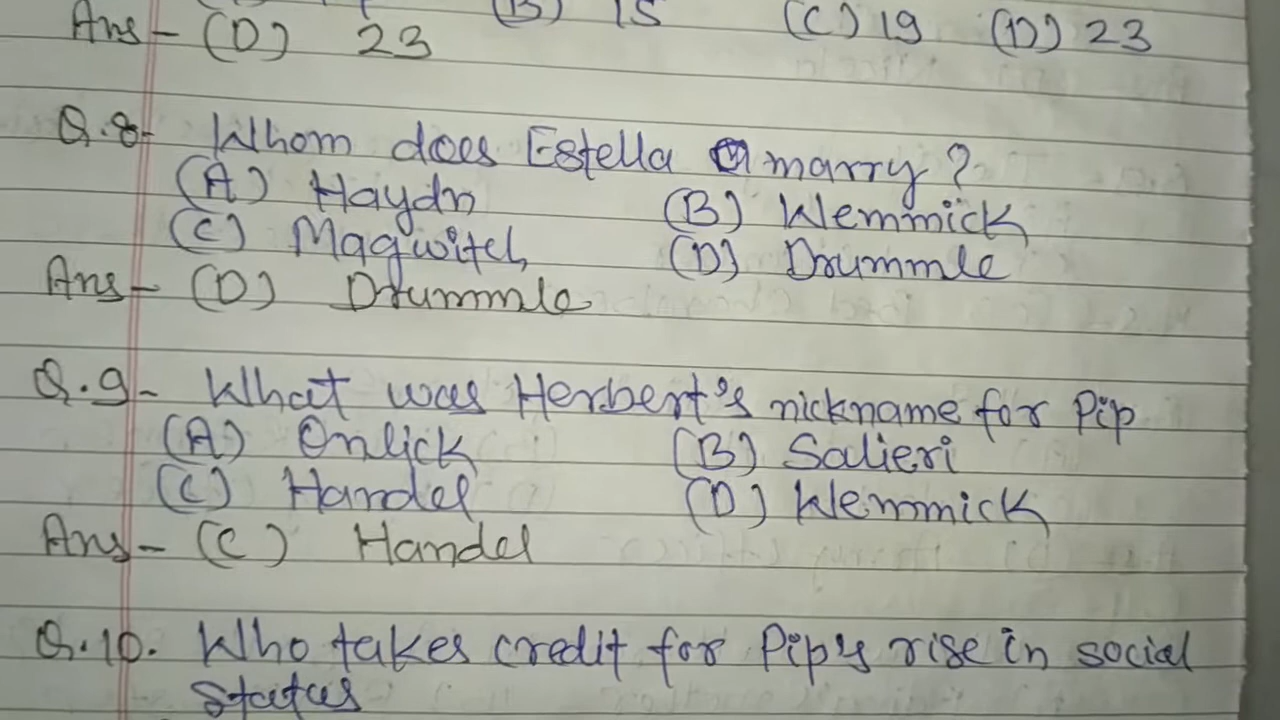 (B) 15 (C) 19 (D) 23
Ans - (D) 23
Q.8- Whom does Estella marry ?
(A) Haydn (B) Wemmick
(C) Magwitch (D) Drummle
Ans - (D) Drummle
Q.9- What was Herbert's nickname for Pip
(A) Onlick (B) Salieri
(C) Handel (D) Wemmick
Ans - (C) Handel
Q.10. Who takes credit for Pip's rise in social
status